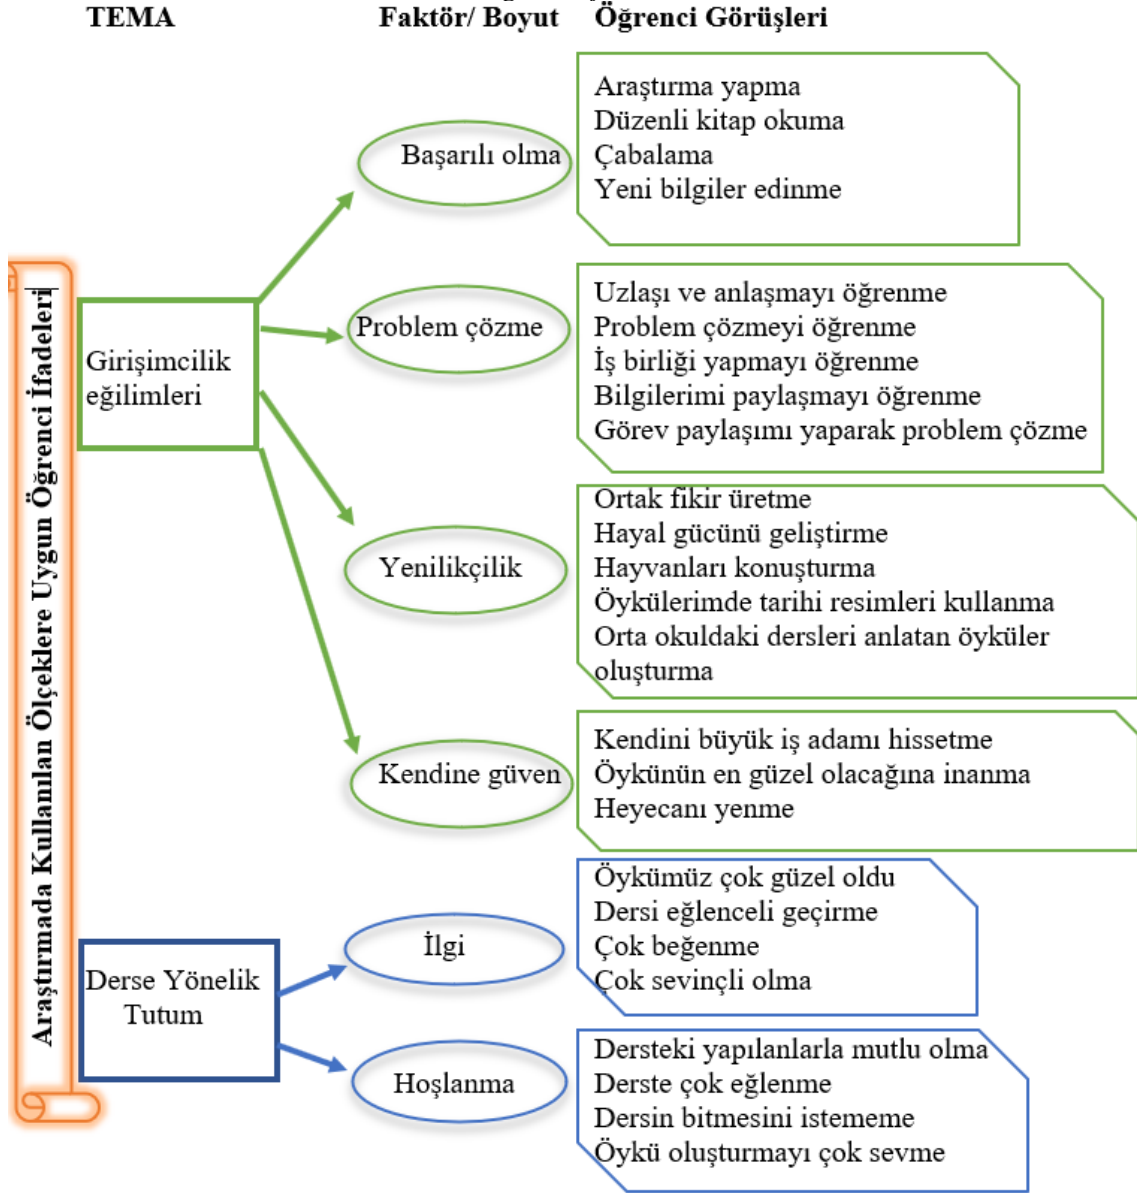 TEMA
Faktör/ Boyut
Öğrenci Görüşleri
Araştırmada Kullanılan Ölçeklere Uygun Öğrenci İfadeleri
Girişimcilik
eğilimleri
Başarılı olma
Araştırma yapma
Düzenli kitap okuma
Çabalama
Yeni bilgiler edinme
Problem çözme
Uzlaşı ve anlaşmayı öğrenme
Problem çözmeyi öğrenme
İş birliği yapmayı öğrenme
Bilgilerimi paylaşmayı öğrenme
Görev paylaşımı yaparak problem çözme
Yenilikçilik
Ortak fikir üretme
Hayal gücünü geliştirme
Hayvanları konuşturma
Öykülerimde tarihi resimleri kullanma
Orta okuldaki dersleri anlatan öyküler
oluşturma
Kendine güven
Kendini büyük iş adamı hissetme
Öykünün en güzel olacağına inanma
Heyecanı yenme
Derse Yönelik
Tutum
İlgi
Öykümüz çok güzel oldu
Dersi eğlenceli geçirme
Çok beğenme
Çok sevinçli olma
Hoşlanma
Dersteki yapılanlarla mutlu olma
Derste çok eğlenme
Dersin bitmesini istememe
Öykü oluşturmayı çok sevme